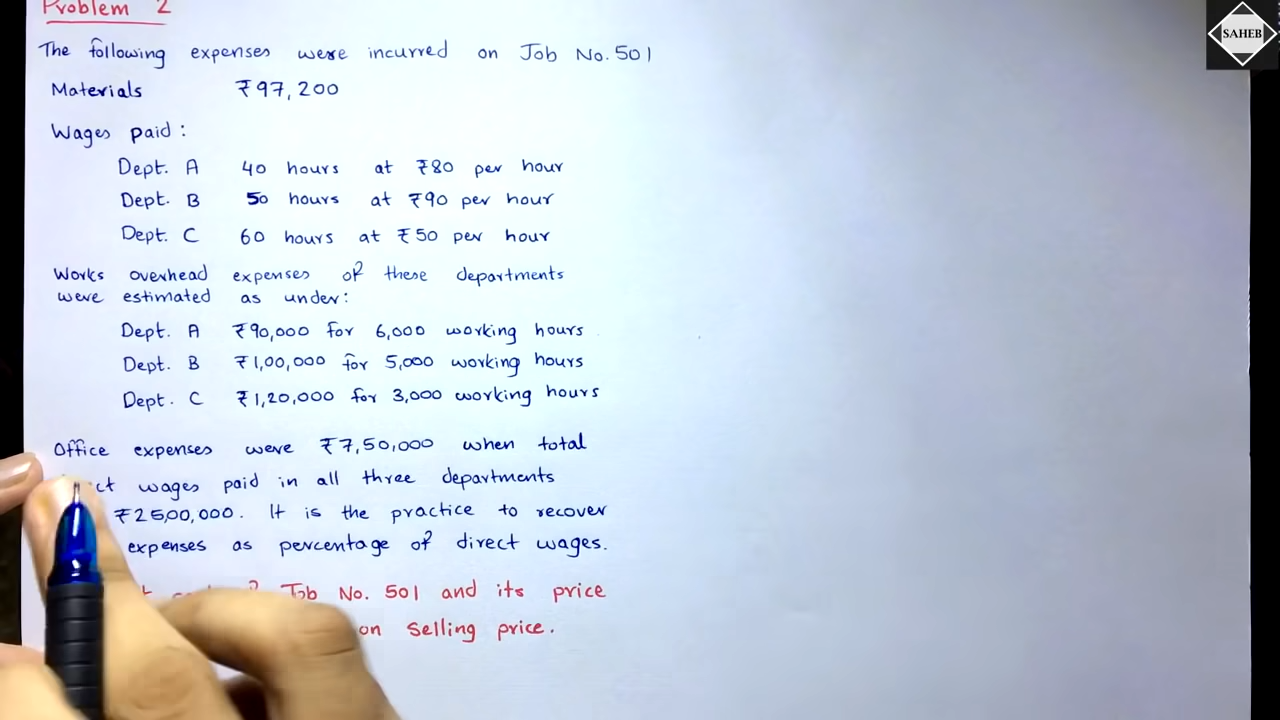 Problem 2
SAHEB
The following expenses were incurred on Job No. 501
Materials ₹97,200
Wages paid :
Dept. A 40 hours at ₹80 per hour
Dept. B 50 hours at ₹90 per hour
Dept. C 60 hours at ₹50 per hour
Works overhead expenses of these departments
were estimated as under :
Dept. A ₹90,000 for 6,000 working hours
Dept. B ₹1,00,000 for 5,000 working hours
Dept. C ₹1,20,000 for 3,000 working hours
Office expenses were ₹7,50,000 when total
wages paid in all three departments
₹25,00,000. It is the practice to recover
expenses as percentage of direct wages.
Job No. 501 and its price
on Selling price.